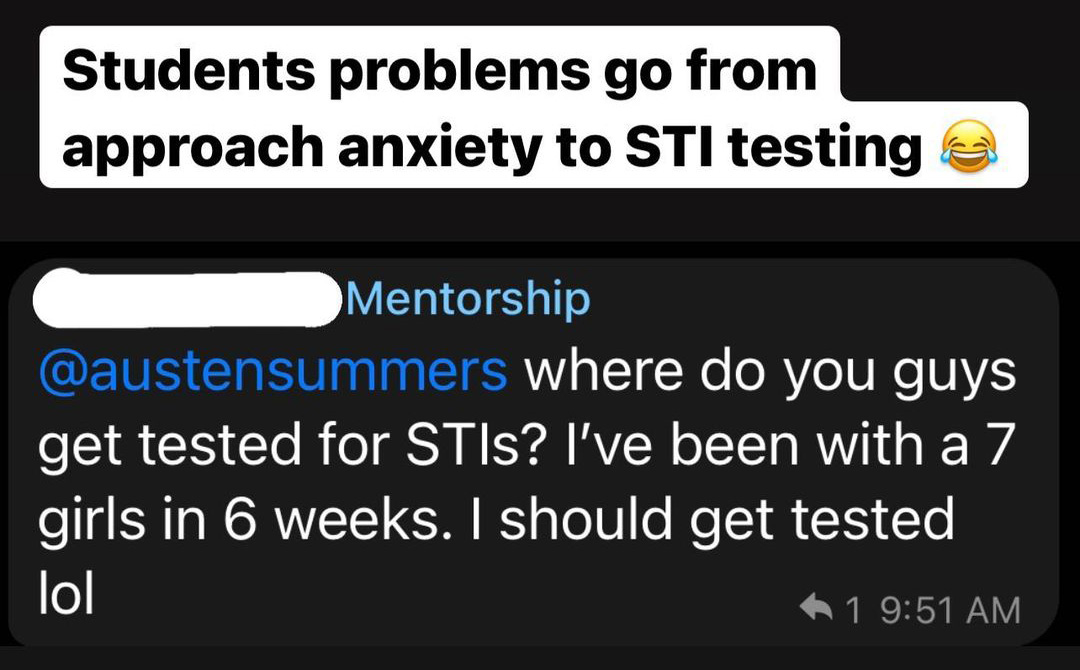 Students problems go from
approach anxiety to STI testing 😂
Mentorship
@austensummers where do you guys
get tested for STIs? I’ve been with a 7
girls in 6 weeks. I should get tested
lol
1 9:51 AM